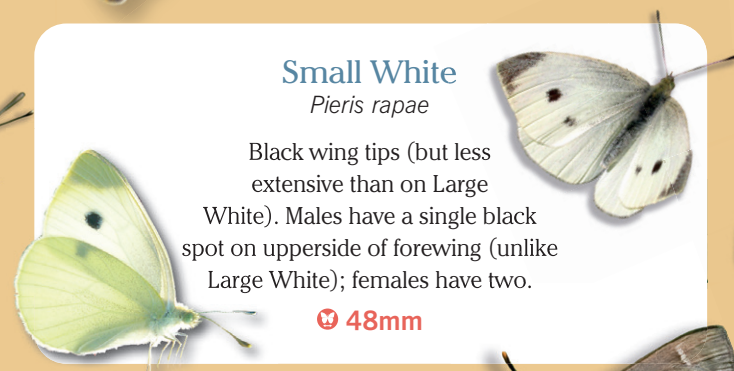 Small White
Pieris rapae
Black wing tips (but less
extensive than on Large
White). Males have a single black
spot on upperside of forewing (unlike
Large White); females have two.
48mm